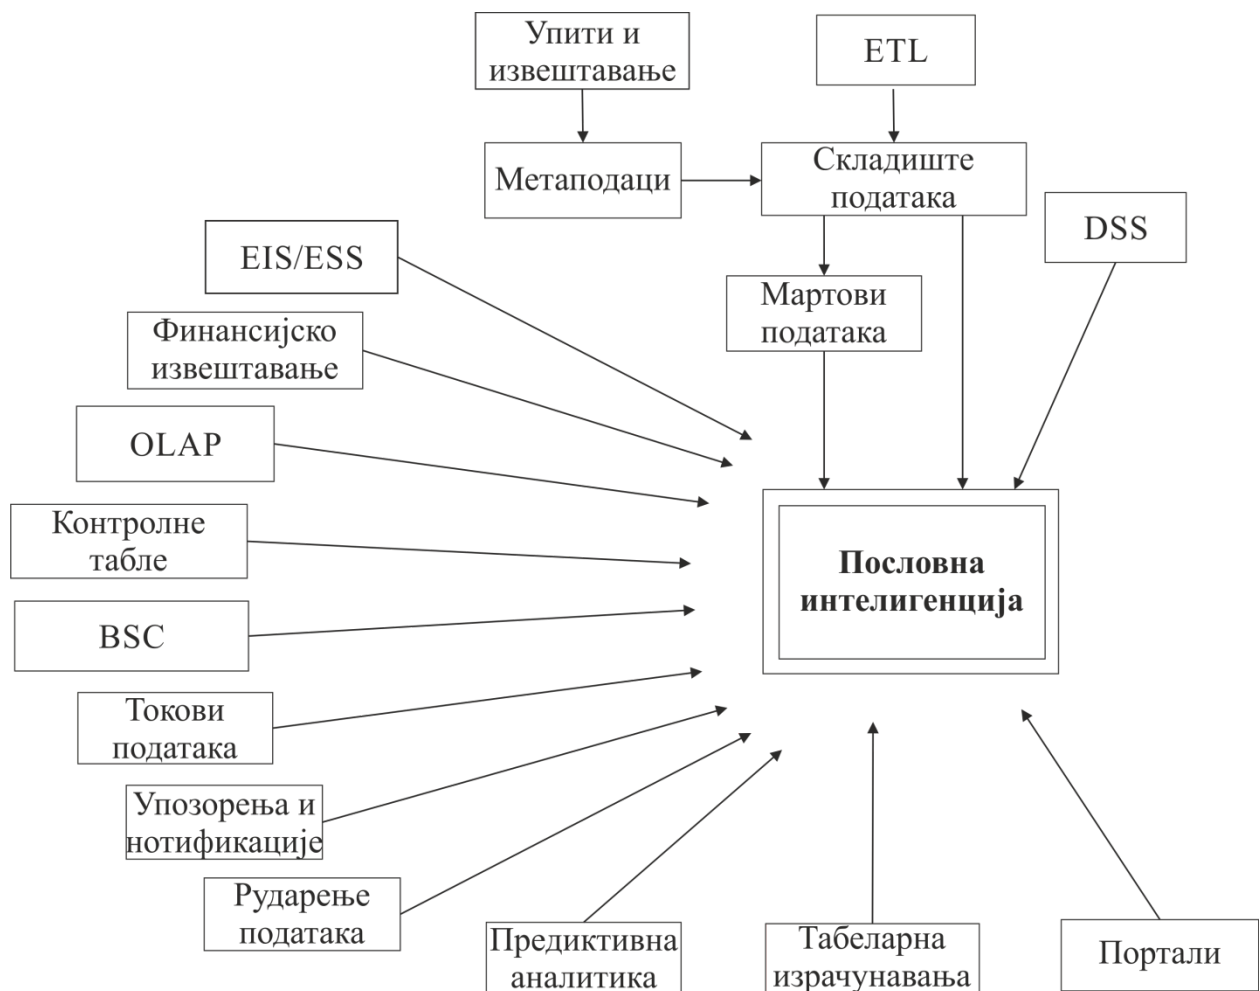 Упити и
извештавање
ETL
Метаподаци
Складиште
података
DSS
EIS/ESS
Мартови
података
Финансијско
извештавање
OLAP
Контролне
табле
Пословна
интелигенција
BSC
Токови
података
Упозорења и
нотификације
Рударење
података
Предиктивна
аналитика
Табеларна
израчунавања
Портали